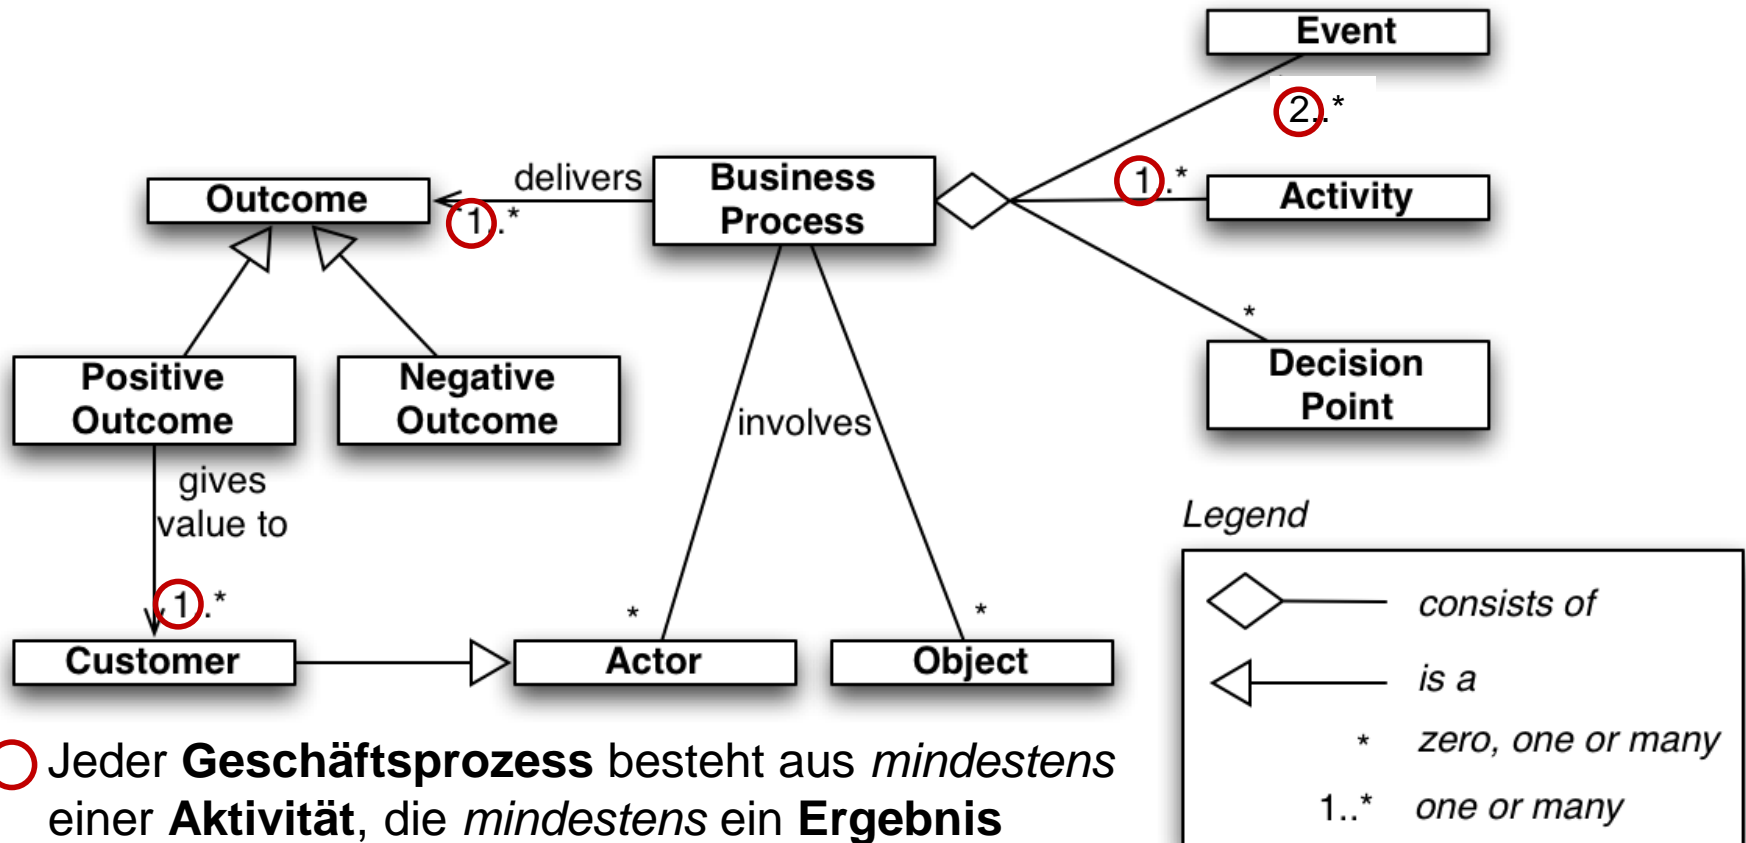 Event
2..*
delivers
Business
Process
Outcome
1..*
1..*
Activity
*
Decision
Point
Positive
Outcome
Negative
Outcome
involves
gives
value to
1..*
*
*
Customer
Actor
Object
Legend
consists of
is a
* zero, one or many
1..* one or many
Jeder Geschäftsprozess besteht aus mindestens
einer Aktivität, die mindestens ein Ergebnis